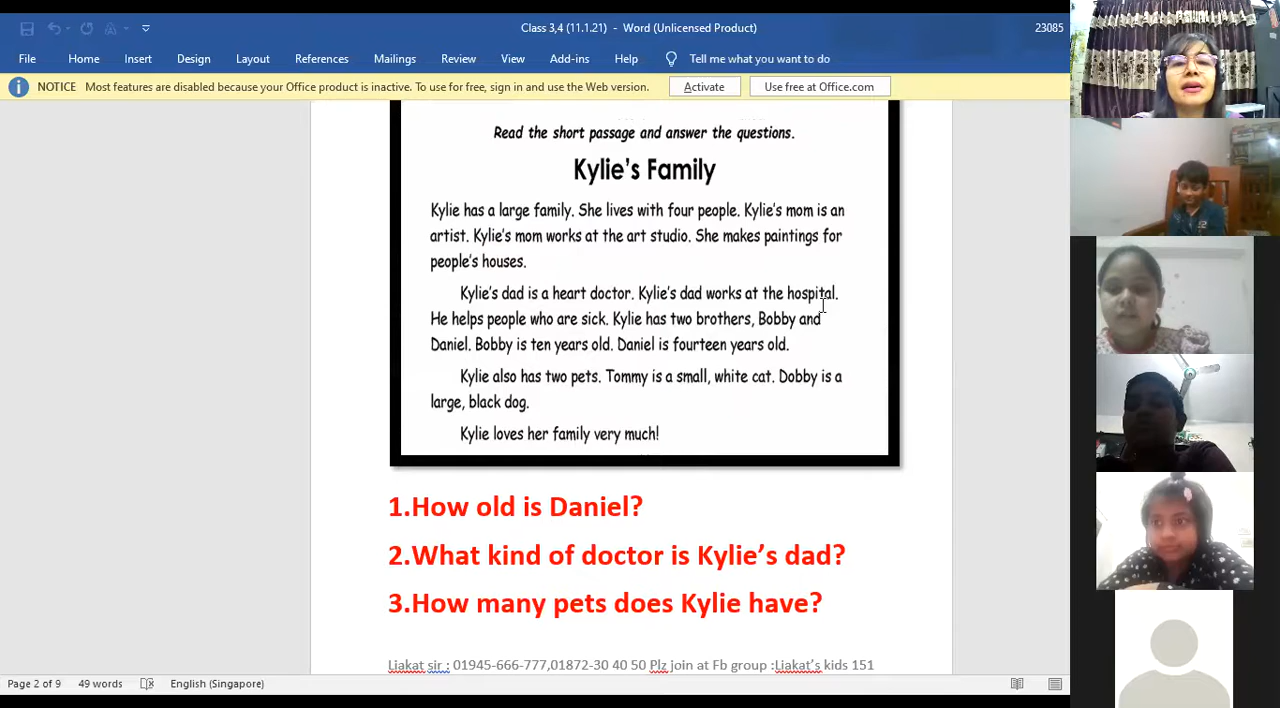 Class 3,4 (11.1.21) - Word (Unlicensed Product)
23085
File Home Insert Design Layout References Mailings Review View Add-ins Help Tell me what you want to do
NOTICE Most features are disabled because your Office product is inactive. To use for free, sign in and use the Web version. Activate Use free at Office.com
Read the short passage and answer the questions.
Kylie's Family
Kylie has a large family. She lives with four people. Kylie's mom is an
artist. Kylie's mom works at the art studio. She makes paintings for
people's houses.
Kylie's dad is a heart doctor. Kylie's dad works at the hospital.
He helps people who are sick. Kylie has two brothers, Bobby and
Daniel. Bobby is ten years old. Daniel is fourteen years old.
Kylie also has two pets. Tommy is a small, white cat. Dobby is a
large, black dog.
Kylie loves her family very much!
1.How old is Daniel?
2.What kind of doctor is Kylie's dad?
3.How many pets does Kylie have?
Liakat sir : 01945-666-777,01872-30 40 50 Plz join at Fb group :Liakat's kids 151
Page 2 of 9 49 words English (Singapore)